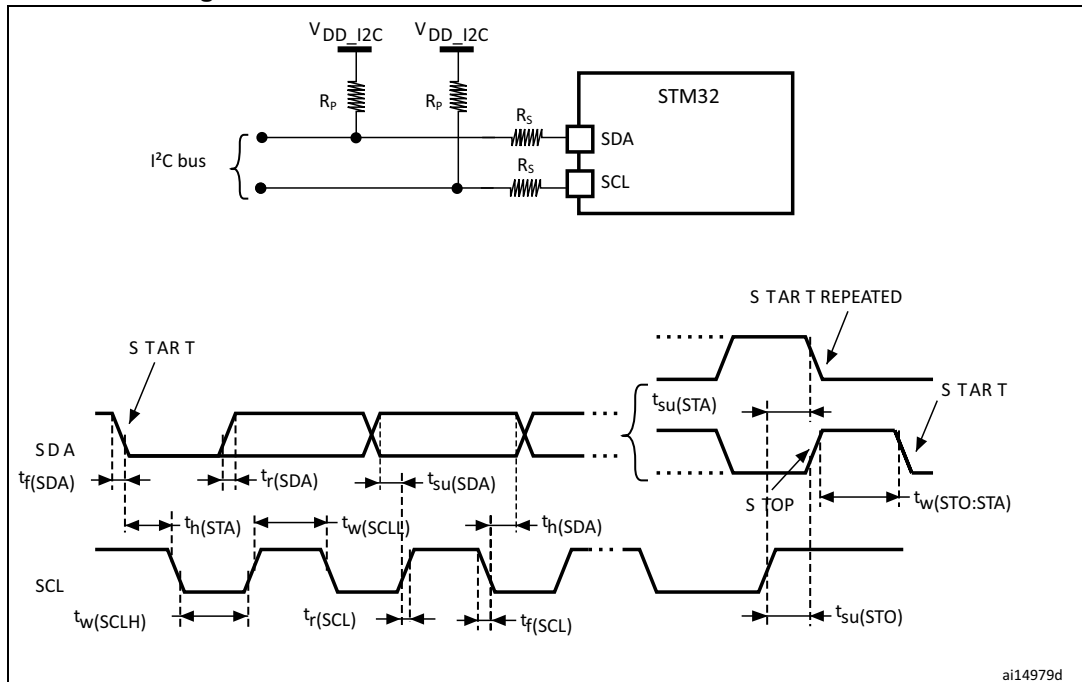 VDD_I2C VDD_I2C
RP RP STM32
RS
SDA
I²C bus
RS
SCL
S TAR T REPEATED
S TAR T
S TAR T
tsu(STA)
SDA
tf(SDA) tr(SDA) tsu(SDA)
S TOP tw(STO:STA)
th(STA) tw(SCLL) th(SDA)
SCL
tw(SCLH) tr(SCL) tf(SCL) tsu(STO)
ai14979d